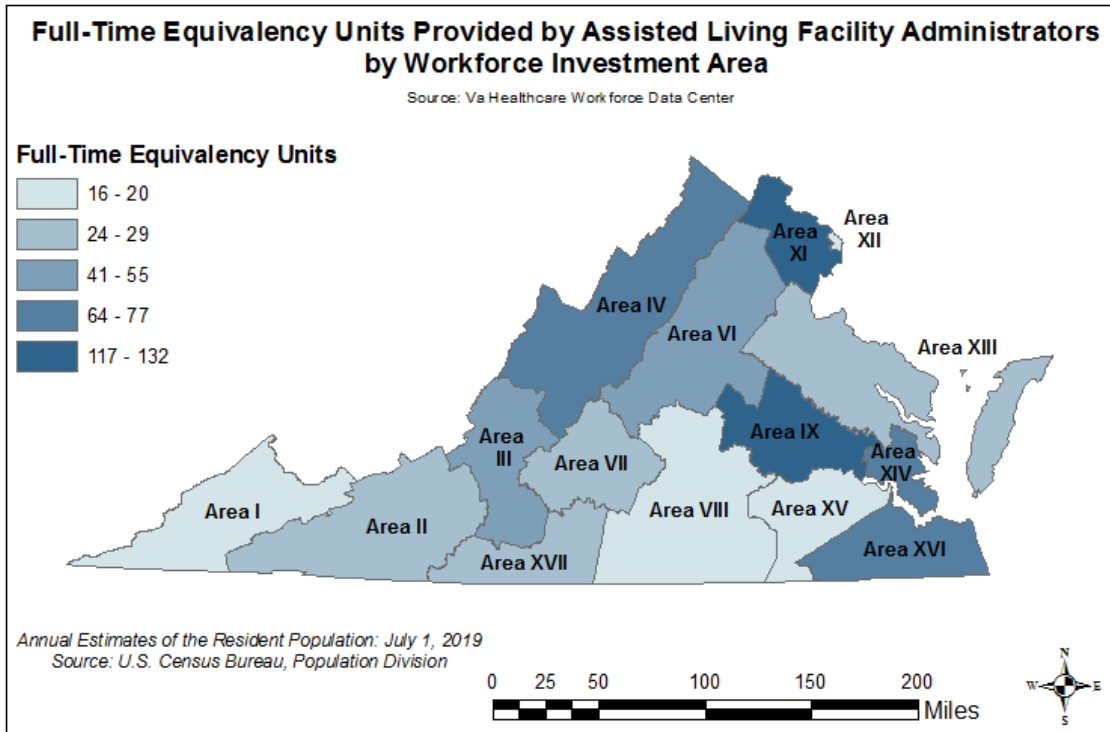 Full-Time Equivalency Units Provided by Assisted Living Facility Administrators
by Workforce Investment Area
Source: Va Healthcare Workforce Data Center
Full-Time Equivalency Units
16 - 20
24 - 29
41 - 55
64 - 77
117 - 132
Area
XII
Area
XI
Area IV
Area VI
Area XIII
Area
III
Area IX
Area VII
Area
XIV
Area I
Area II
Area VIII
Area XV
Area XVII
Area XVI
Annual Estimates of the Resident Population: July 1, 2019
Source: U.S. Census Bureau, Population Division
0 25 50 100 150 200
Miles
N
W E
S